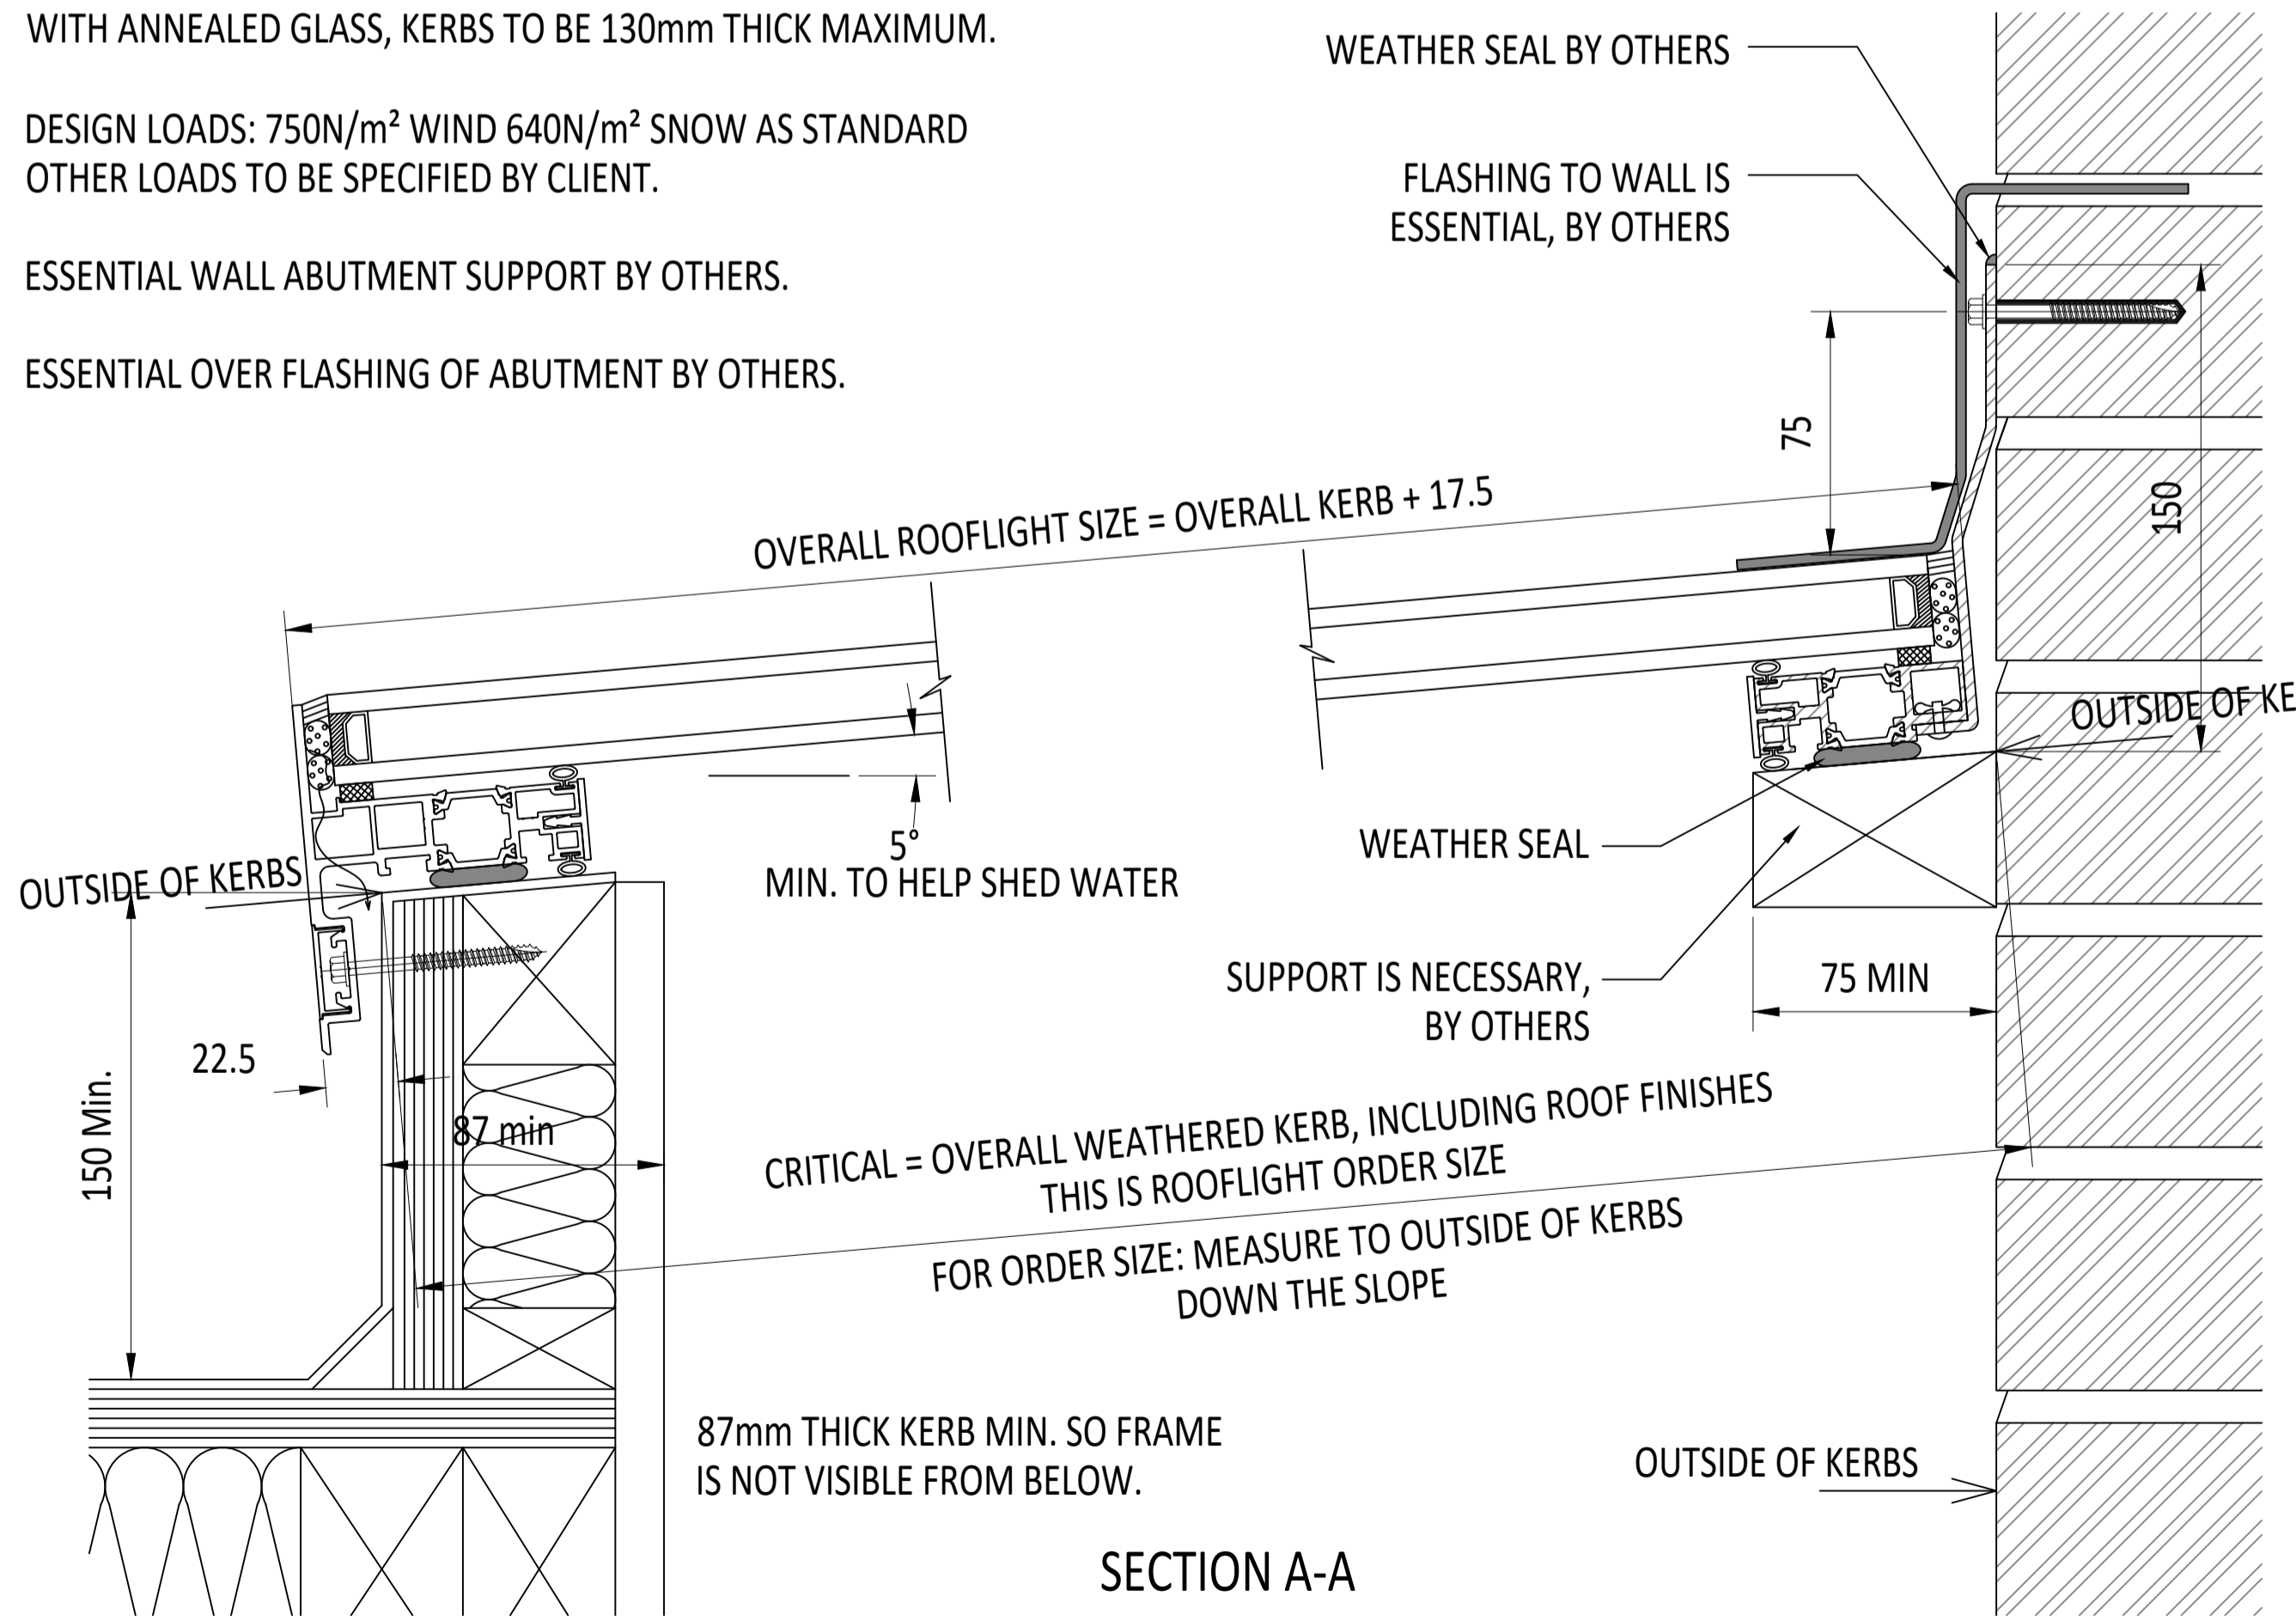 WITH ANNEALED GLASS, KERBS TO BE 130mm THICK MAXIMUM.
DESIGN LOADS: 750N/m² WIND 640N/m² SNOW AS STANDARD
OTHER LOADS TO BE SPECIFIED BY CLIENT.
ESSENTIAL WALL ABUTMENT SUPPORT BY OTHERS.
ESSENTIAL OVER FLASHING OF ABUTMENT BY OTHERS.
WEATHER SEAL BY OTHERS
FLASHING TO WALL IS
ESSENTIAL, BY OTHERS
75
150
OVERALL ROOFLIGHT SIZE = OVERALL KERB + 17.5
OUTSIDE OF KE
5°
MIN. TO HELP SHED WATER
OUTSIDE OF KERBS
WEATHER SEAL
SUPPORT IS NECESSARY,
BY OTHERS
75 MIN
22.5
150 Min.
87 min
CRITICAL = OVERALL WEATHERED KERB, INCLUDING ROOF FINISHES
THIS IS ROOFLIGHT ORDER SIZE
FOR ORDER SIZE: MEASURE TO OUTSIDE OF KERBS
DOWN THE SLOPE
87mm THICK KERB MIN. SO FRAME
IS NOT VISIBLE FROM BELOW.
OUTSIDE OF KERBS
SECTION A-A